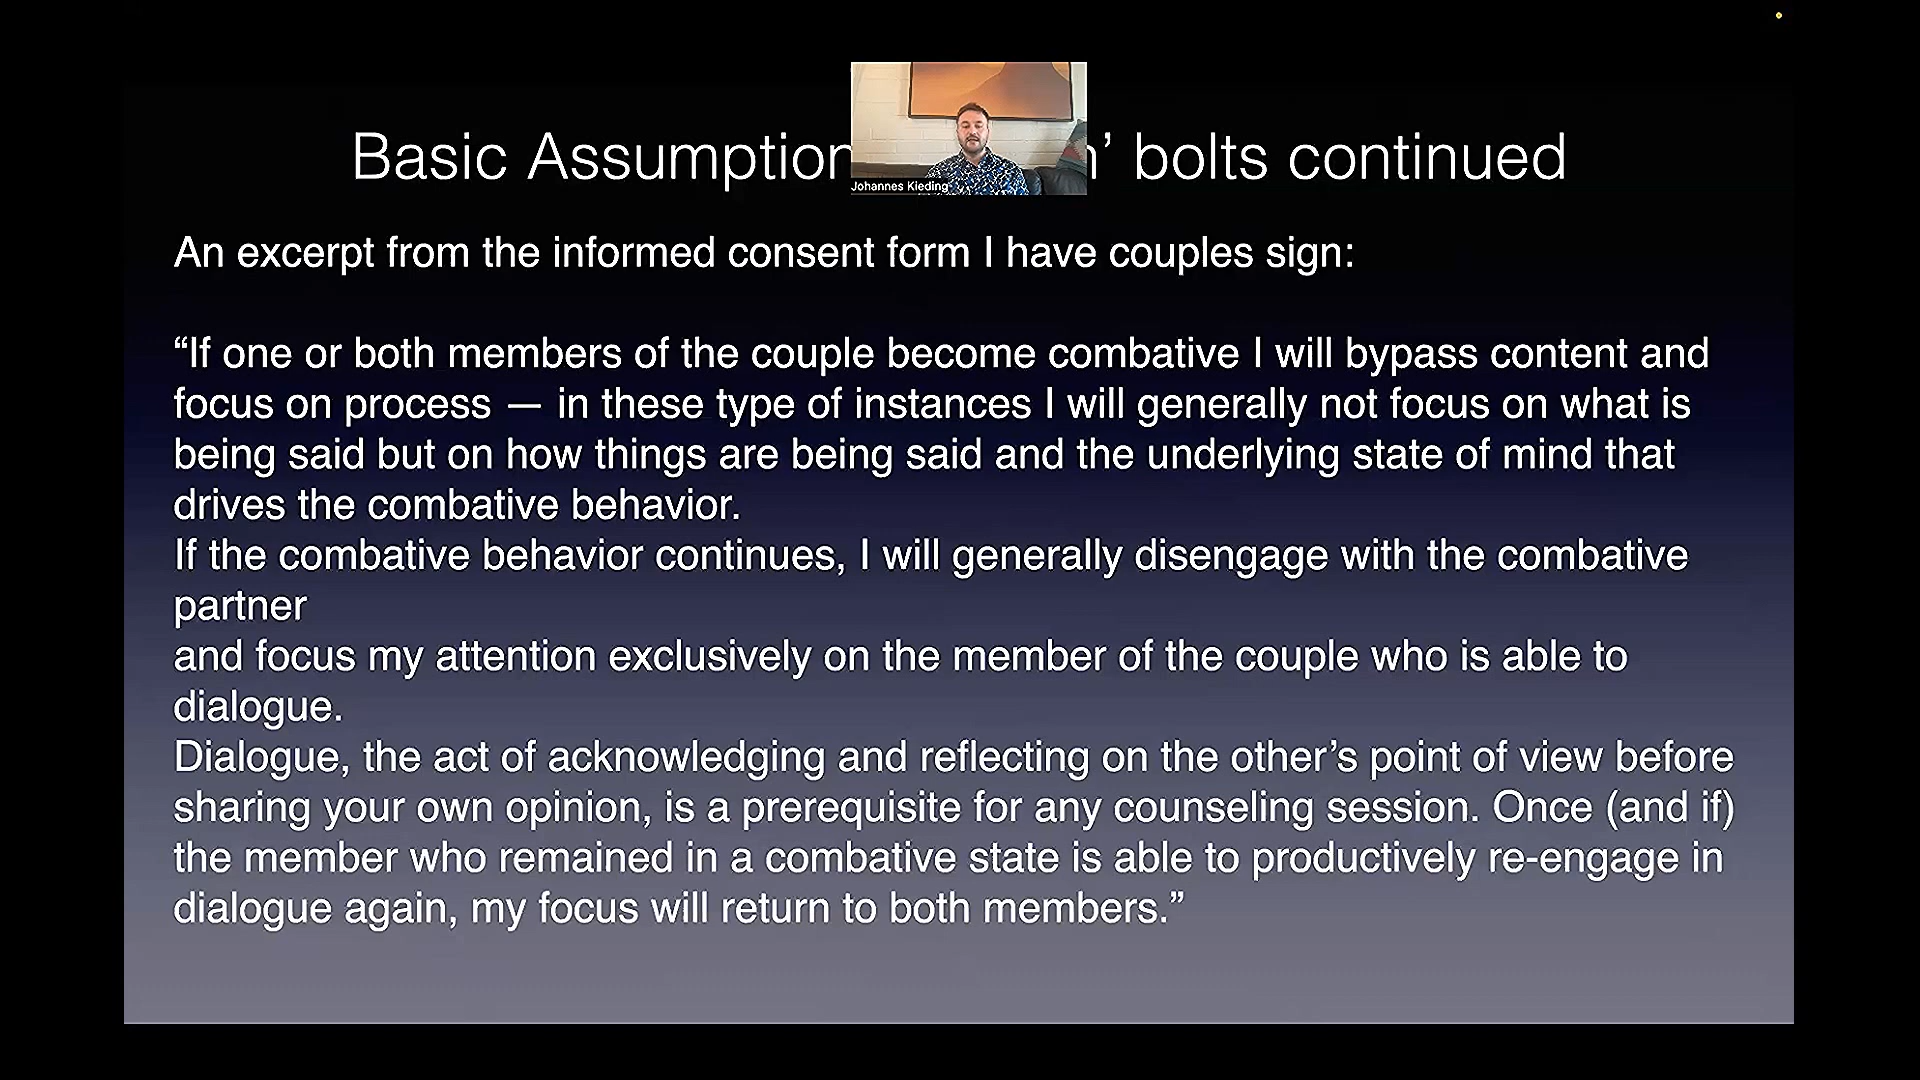 Basic Assumption n’ bolts continued
Johannes Kieding
An excerpt from the informed consent form I have couples sign:
“If one or both members of the couple become combative I will bypass content and
focus on process — in these type of instances I will generally not focus on what is
being said but on how things are being said and the underlying state of mind that
drives the combative behavior.
If the combative behavior continues, I will generally disengage with the combative
partner
and focus my attention exclusively on the member of the couple who is able to
dialogue.
Dialogue, the act of acknowledging and reflecting on the other’s point of view before
sharing your own opinion, is a prerequisite for any counseling session. Once (and if)
the member who remained in a combative state is able to productively re-engage in
dialogue again, my focus will return to both members.”